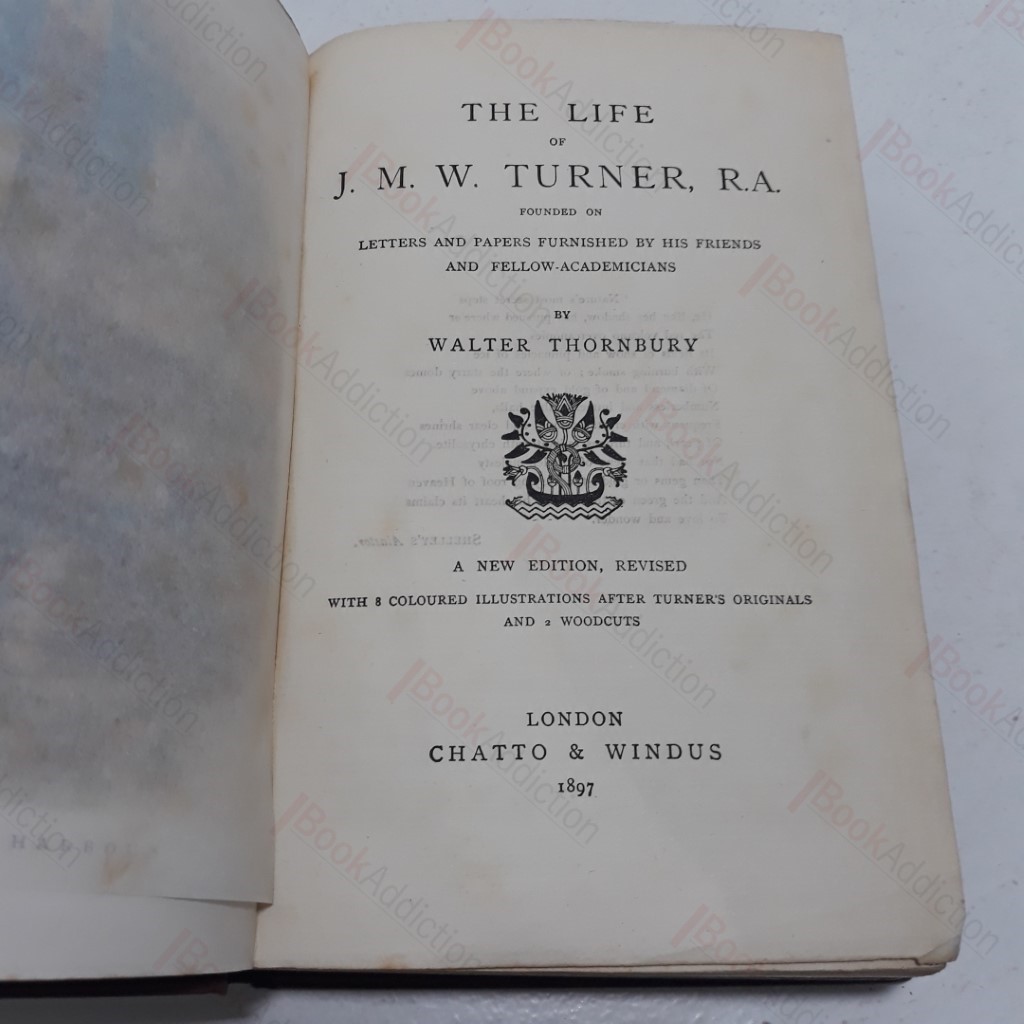 THE LIFE
OF
J. M. W. TURNER, R.A.
FOUNDED ON
LETTERS AND PAPERS FURNISHED BY HIS FRIENDS
AND FELLOW-ACADEMICIANS
BY
WALTER THORNBURY
A NEW EDITION, REVISED
WITH 8 COLOURED ILLUSTRATIONS AFTER TURNER'S ORIGINALS
AND 2 WOODCUTS
LONDON
CHATTO & WINDUS
1897
BookAddiction